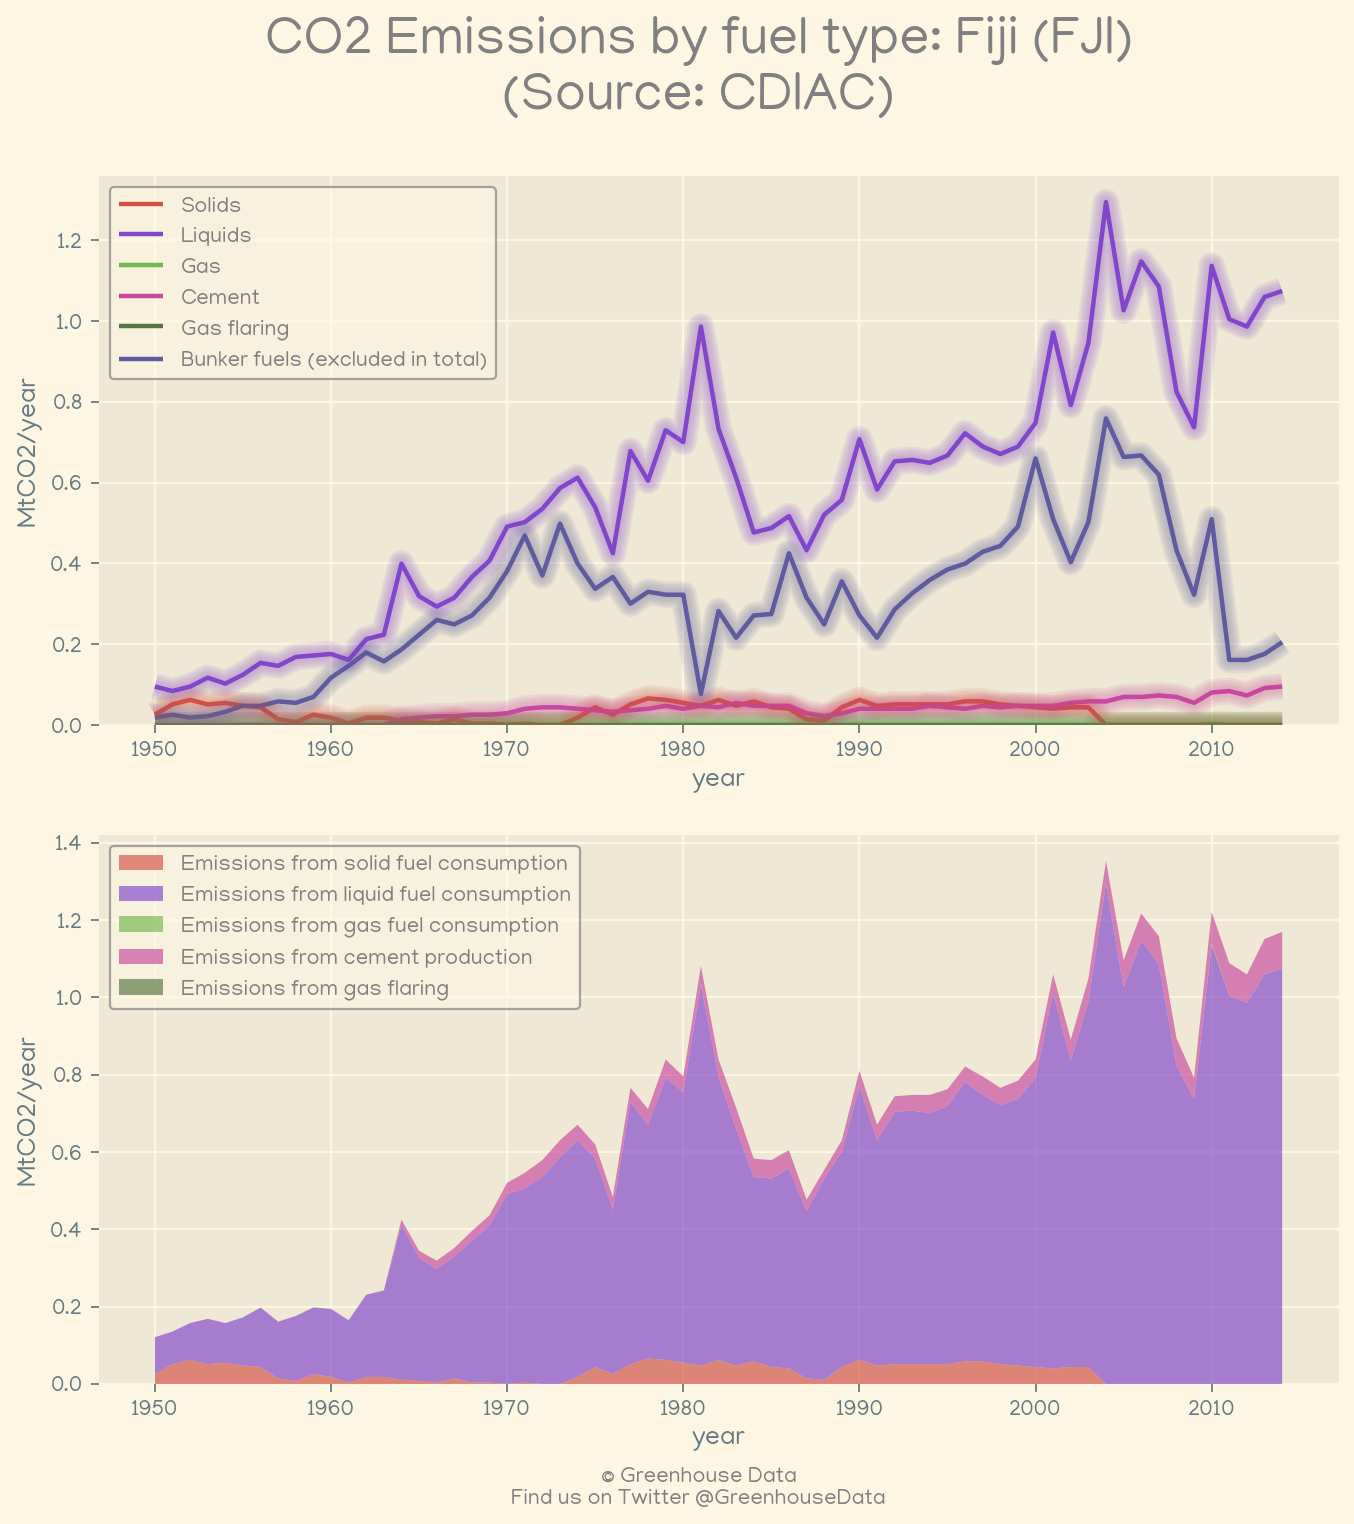 CO2 Emissions by fuel type: Fiji (FJI)
(Source: CDIAC)
Solids
Liquids
Gas
Cement
Gas flaring
Bunker fuels (excluded in total)
MtCO2/year
1.2
1.0
0.8
0.6
0.4
0.2
0.0
1950 1960 1970 1980 1990 2000 2010
year
Emissions from solid fuel consumption
Emissions from liquid fuel consumption
Emissions from gas fuel consumption
Emissions from cement production
Emissions from gas flaring
MtCO2/year
1.4
1.2
1.0
0.8
0.6
0.4
0.2
0.0
1950 1960 1970 1980 1990 2000 2010
year
© Greenhouse Data
Find us on Twitter @GreenhouseData